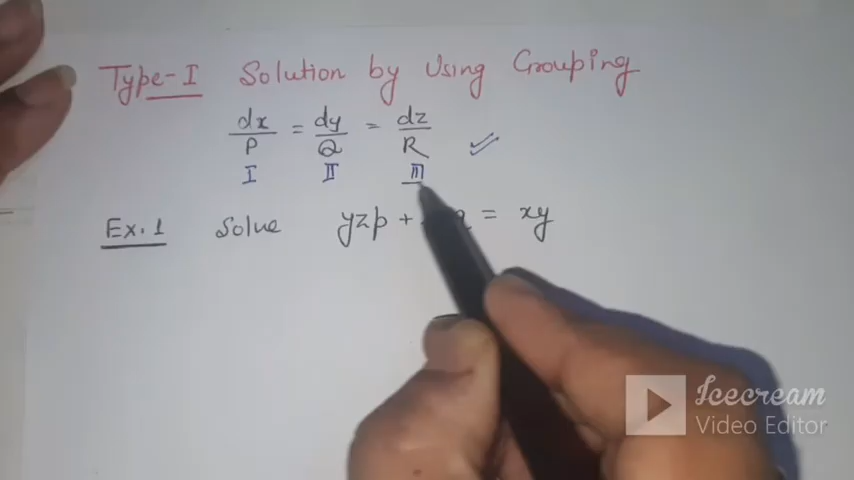 Type-I Solution by Using Grouping
dx/P = dy/Q = dz/R
I II III
Ex. 1 Solve yzp + q = xy
Icecream
Video Editor